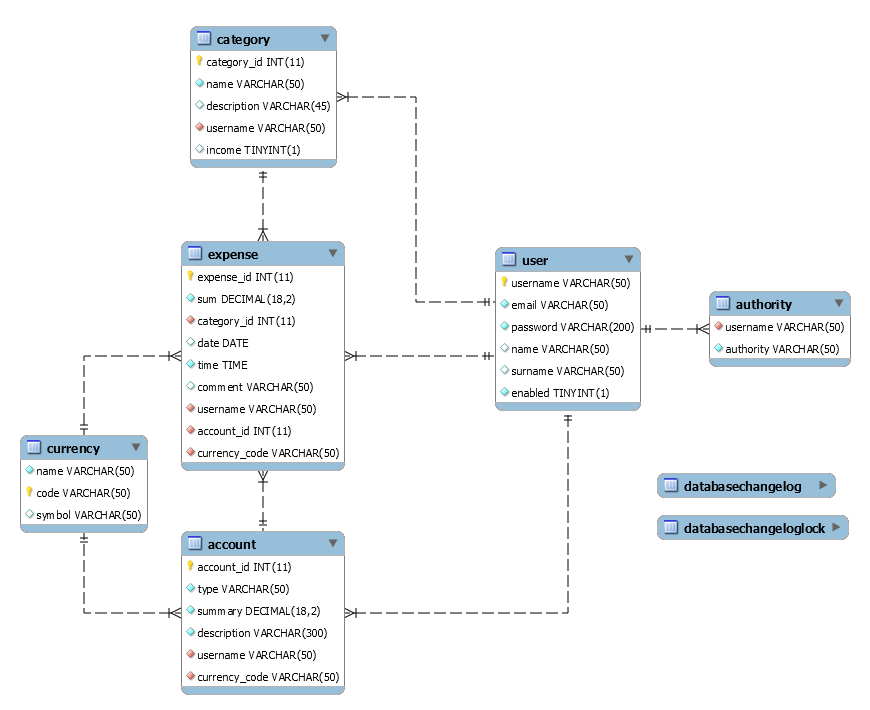 category
category_id INT(11)
name VARCHAR(50)
description VARCHAR(45)
username VARCHAR(50)
income TINYINT(1)
expense
expense_id INT(11)
sum DECIMAL(18,2)
category_id INT(11)
date DATE
time TIME
comment VARCHAR(50)
username VARCHAR(50)
account_id INT(11)
currency_code VARCHAR(50)
user
username VARCHAR(50)
email VARCHAR(50)
password VARCHAR(200)
name VARCHAR(50)
surname VARCHAR(50)
enabled TINYINT(1)
authority
username VARCHAR(50)
authority VARCHAR(50)
currency
name VARCHAR(50)
code VARCHAR(50)
symbol VARCHAR(50)
databasechangelog
databasechangeloglock
account
account_id INT(11)
type VARCHAR(50)
summary DECIMAL(18,2)
description VARCHAR(300)
username VARCHAR(50)
currency_code VARCHAR(50)